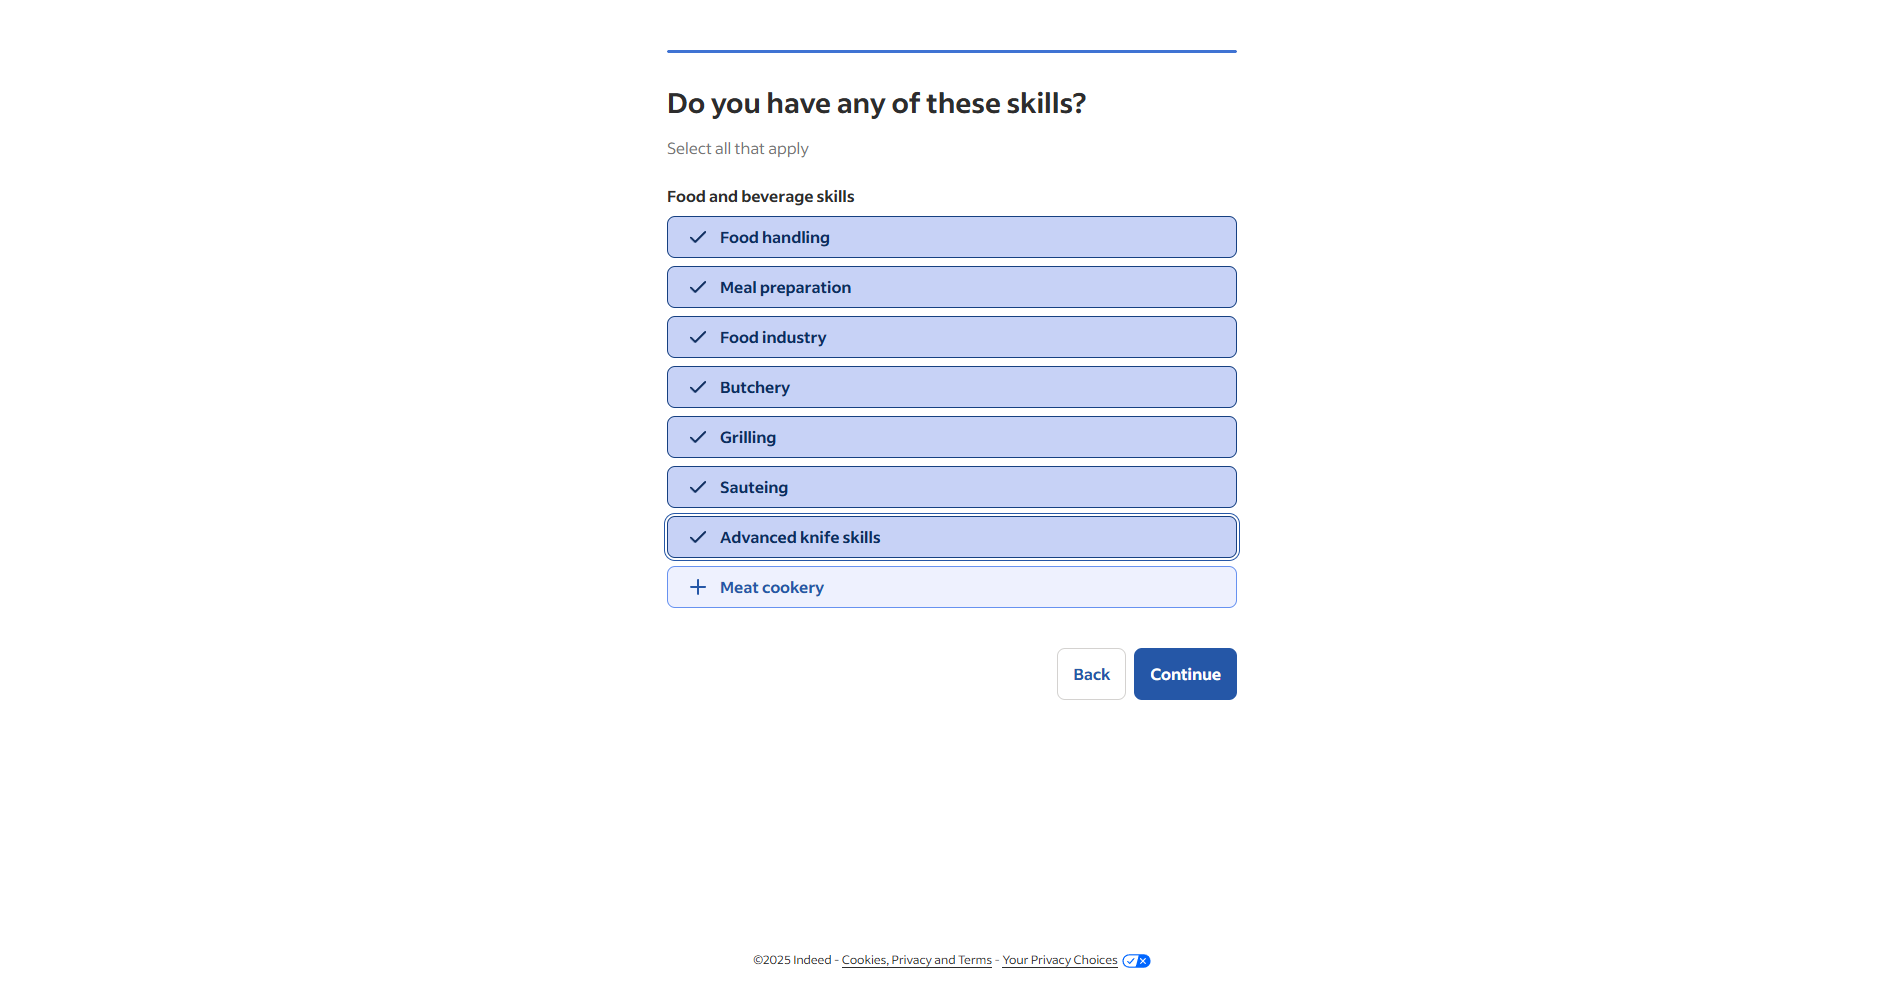 Do you have any of these skills?
Select all that apply
Food and beverage skills
Food handling
Meal preparation
Food industry
Butchery
Grilling
Sauteing
Advanced knife skills
Meat cookery
Back
Continue
©2025 Indeed - Cookies, Privacy and Terms - Your Privacy Choices